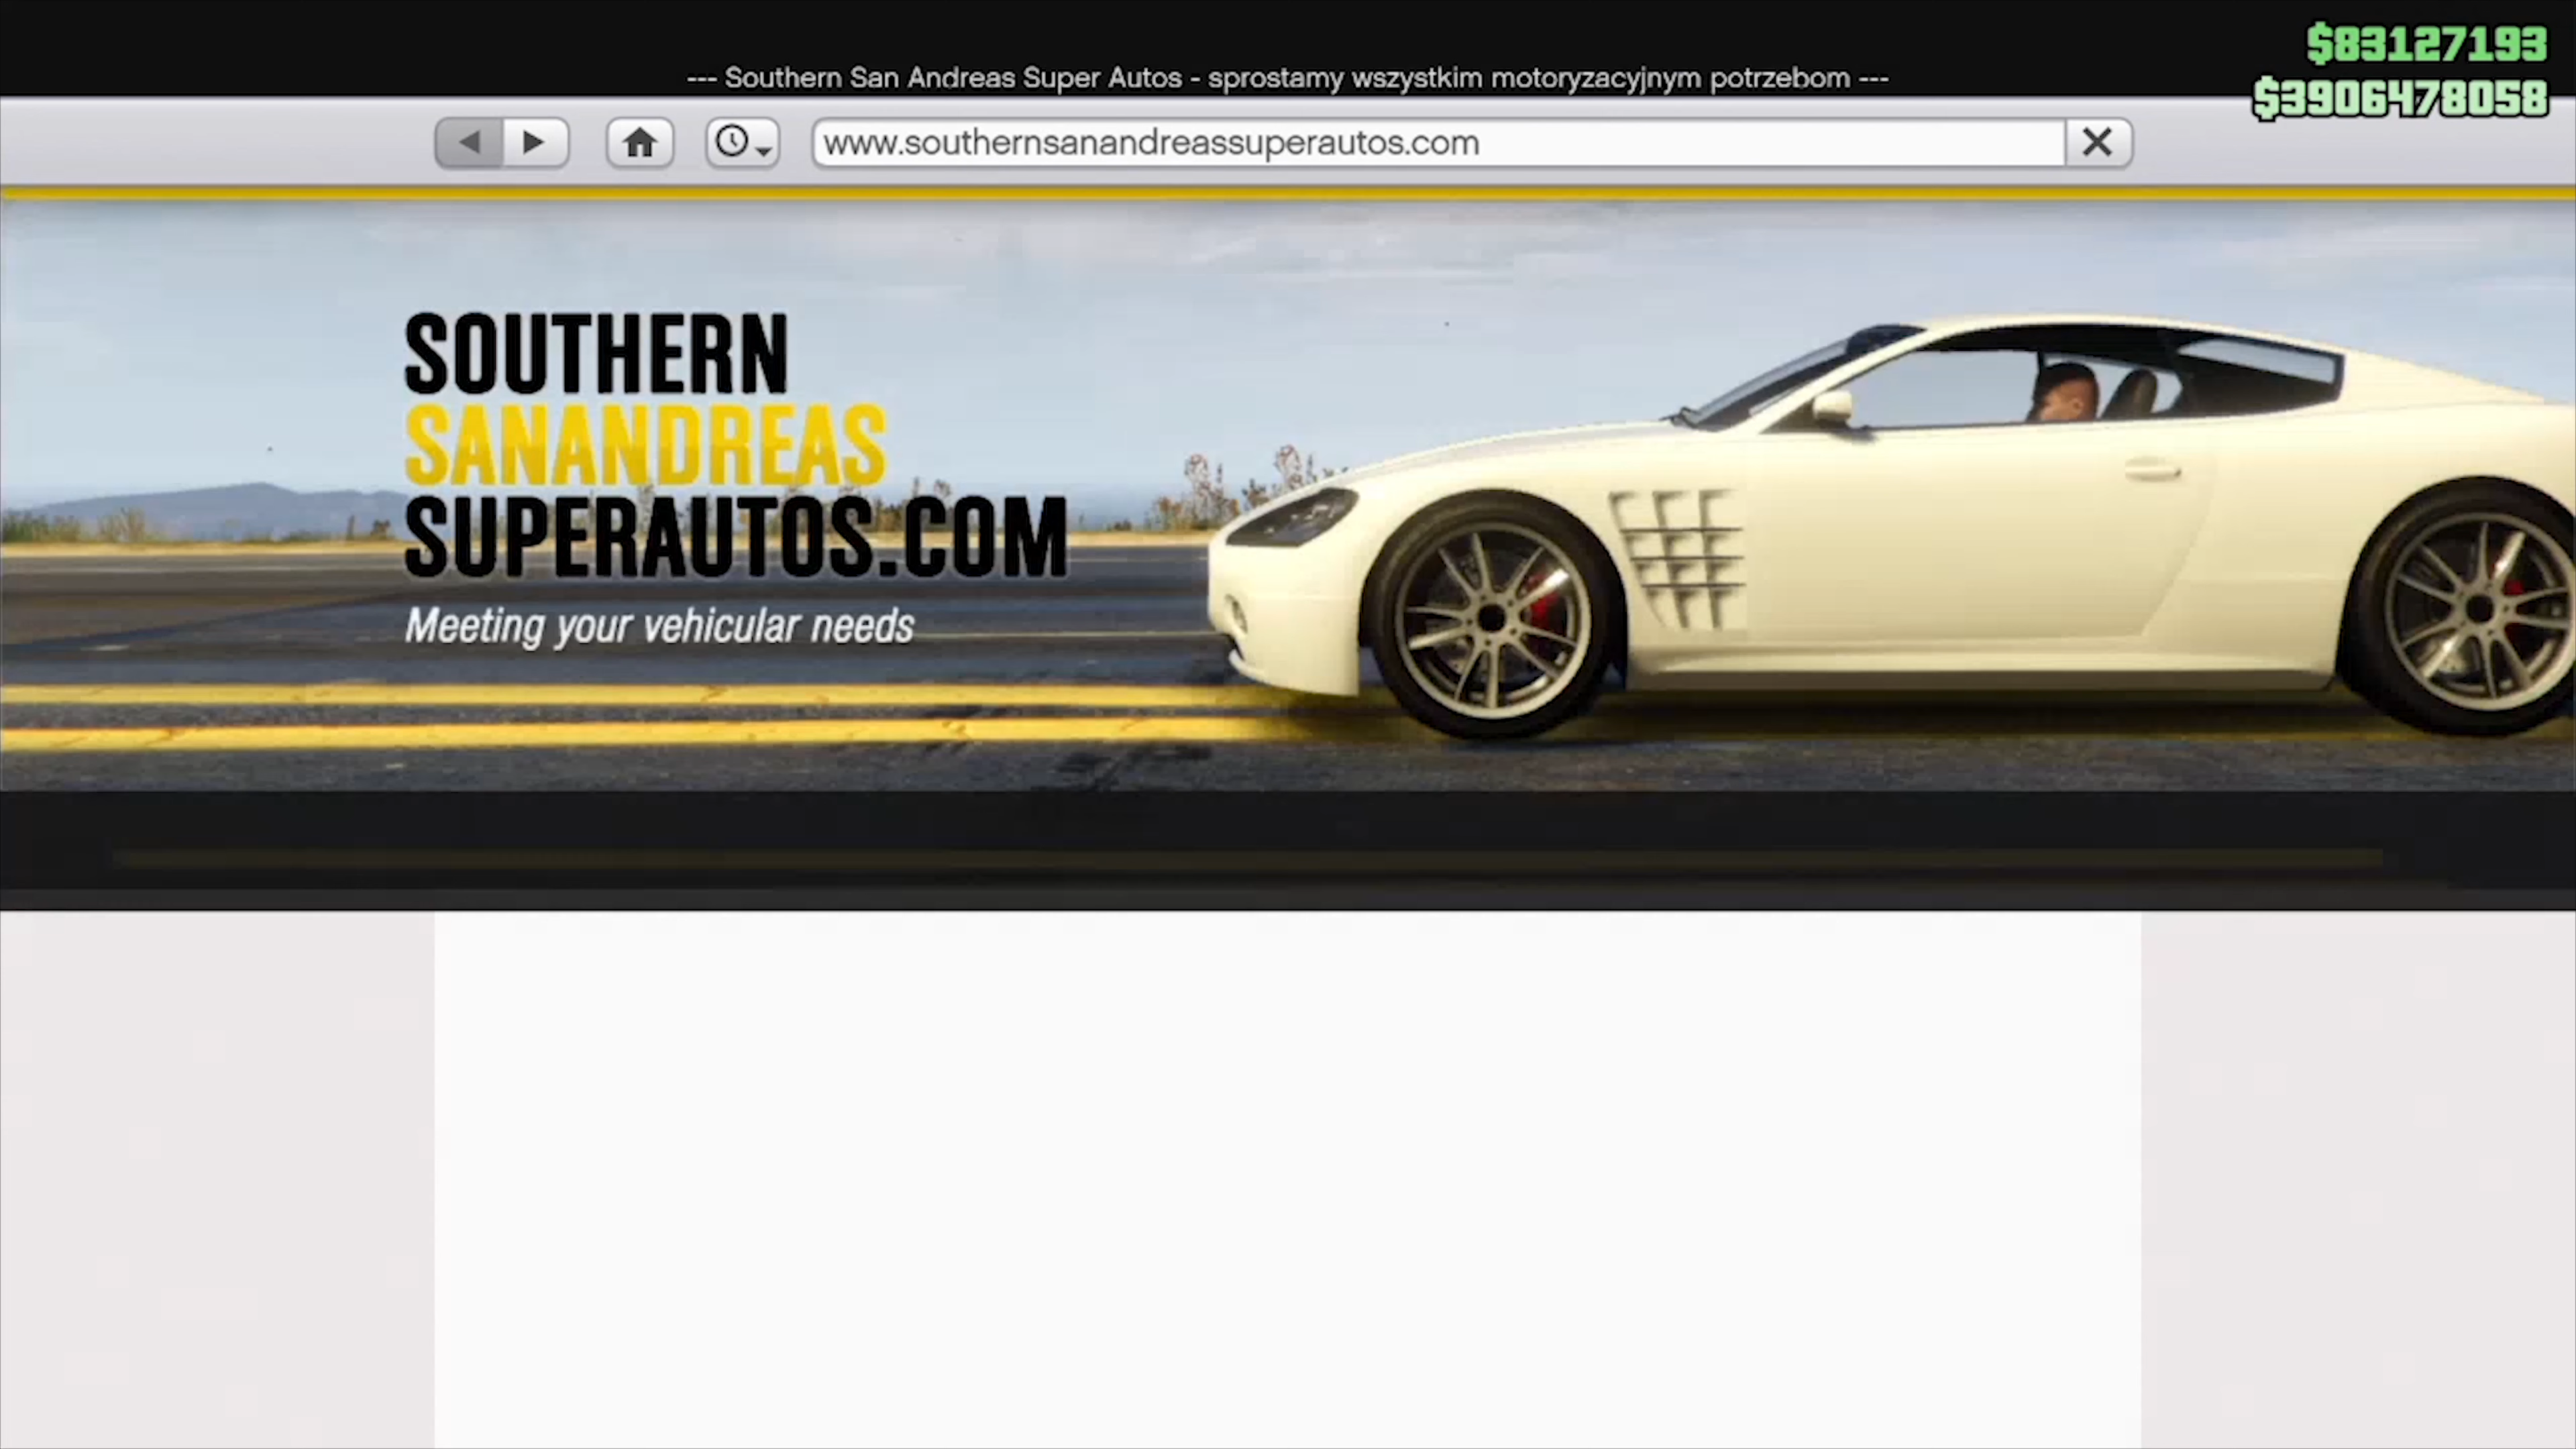 $83127193
--- Southern San Andreas Super Autos - sprostamy wszystkim motoryzacyjnym potrzebom ---
$3906478058
www.southernsanandreassuperautos.com
SOUTHERN
SANANDREAS
SUPERAUTOS.COM
Meeting your vehicular needs